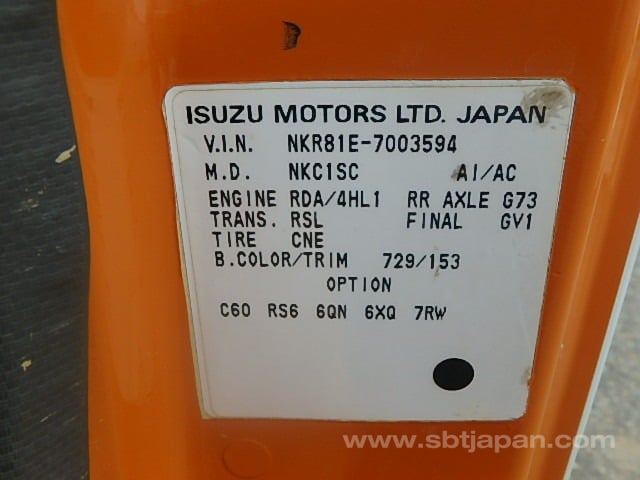 ISUZU MOTORS LTD. JAPAN
V.I.N. NKR81E-7003594
M.D. NKC1SC AI/AC
ENGINE RDA/4HL1 RR AXLE G73
TRANS. RSL FINAL GV1
TIRE CNE
B.COLOR/TRIM 729/153
OPTION
C60 RS6 6QN 6XQ 7RW
www.sbtjapan.com